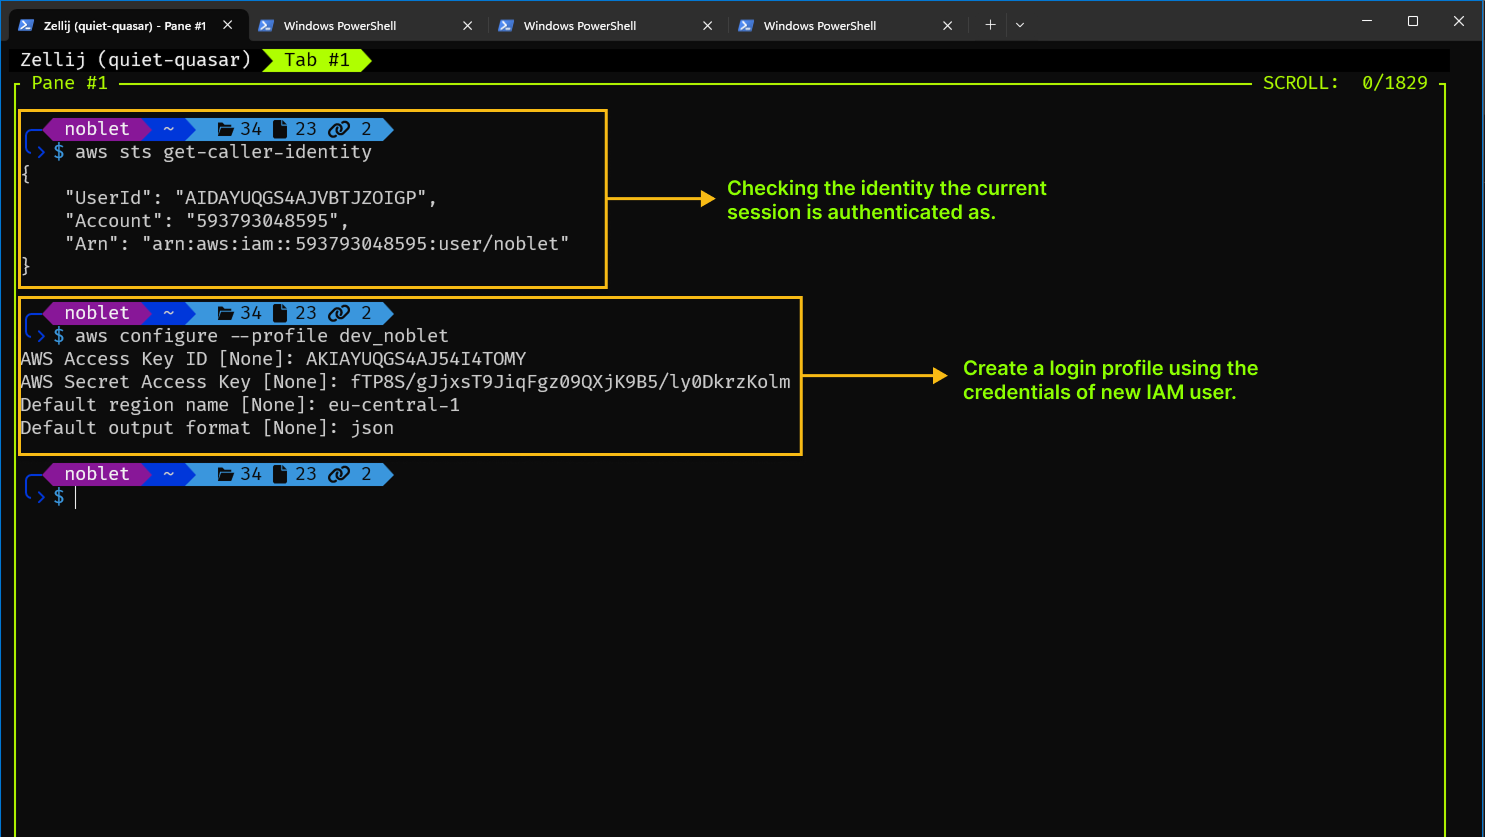 Zellij (quiet-quasar) - Pane #1
Windows PowerShell
Windows PowerShell
Windows PowerShell
Zellij (quiet-quasar) Tab #1
Pane #1 SCROLL: 0/1829
noblet ~ 34 23 2
$ aws sts get-caller-identity
{
"UserId": "AIDAYUQGS4AJVBTJZOIGP",
"Account": "593793048595",
"Arn": "arn:aws:iam::593793048595:user/noblet"
}
Checking the identity the current
session is authenticated as.
noblet ~ 34 23 2
$ aws configure --profile dev_noblet
AWS Access Key ID [None]: AKIAYUQGS4AJ54I4TOMY
AWS Secret Access Key [None]: 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
Default region name [None]: eu-central-1
Default output format [None]: json
Create a login profile using the
credentials of new IAM user.
noblet ~ 34 23 2
$